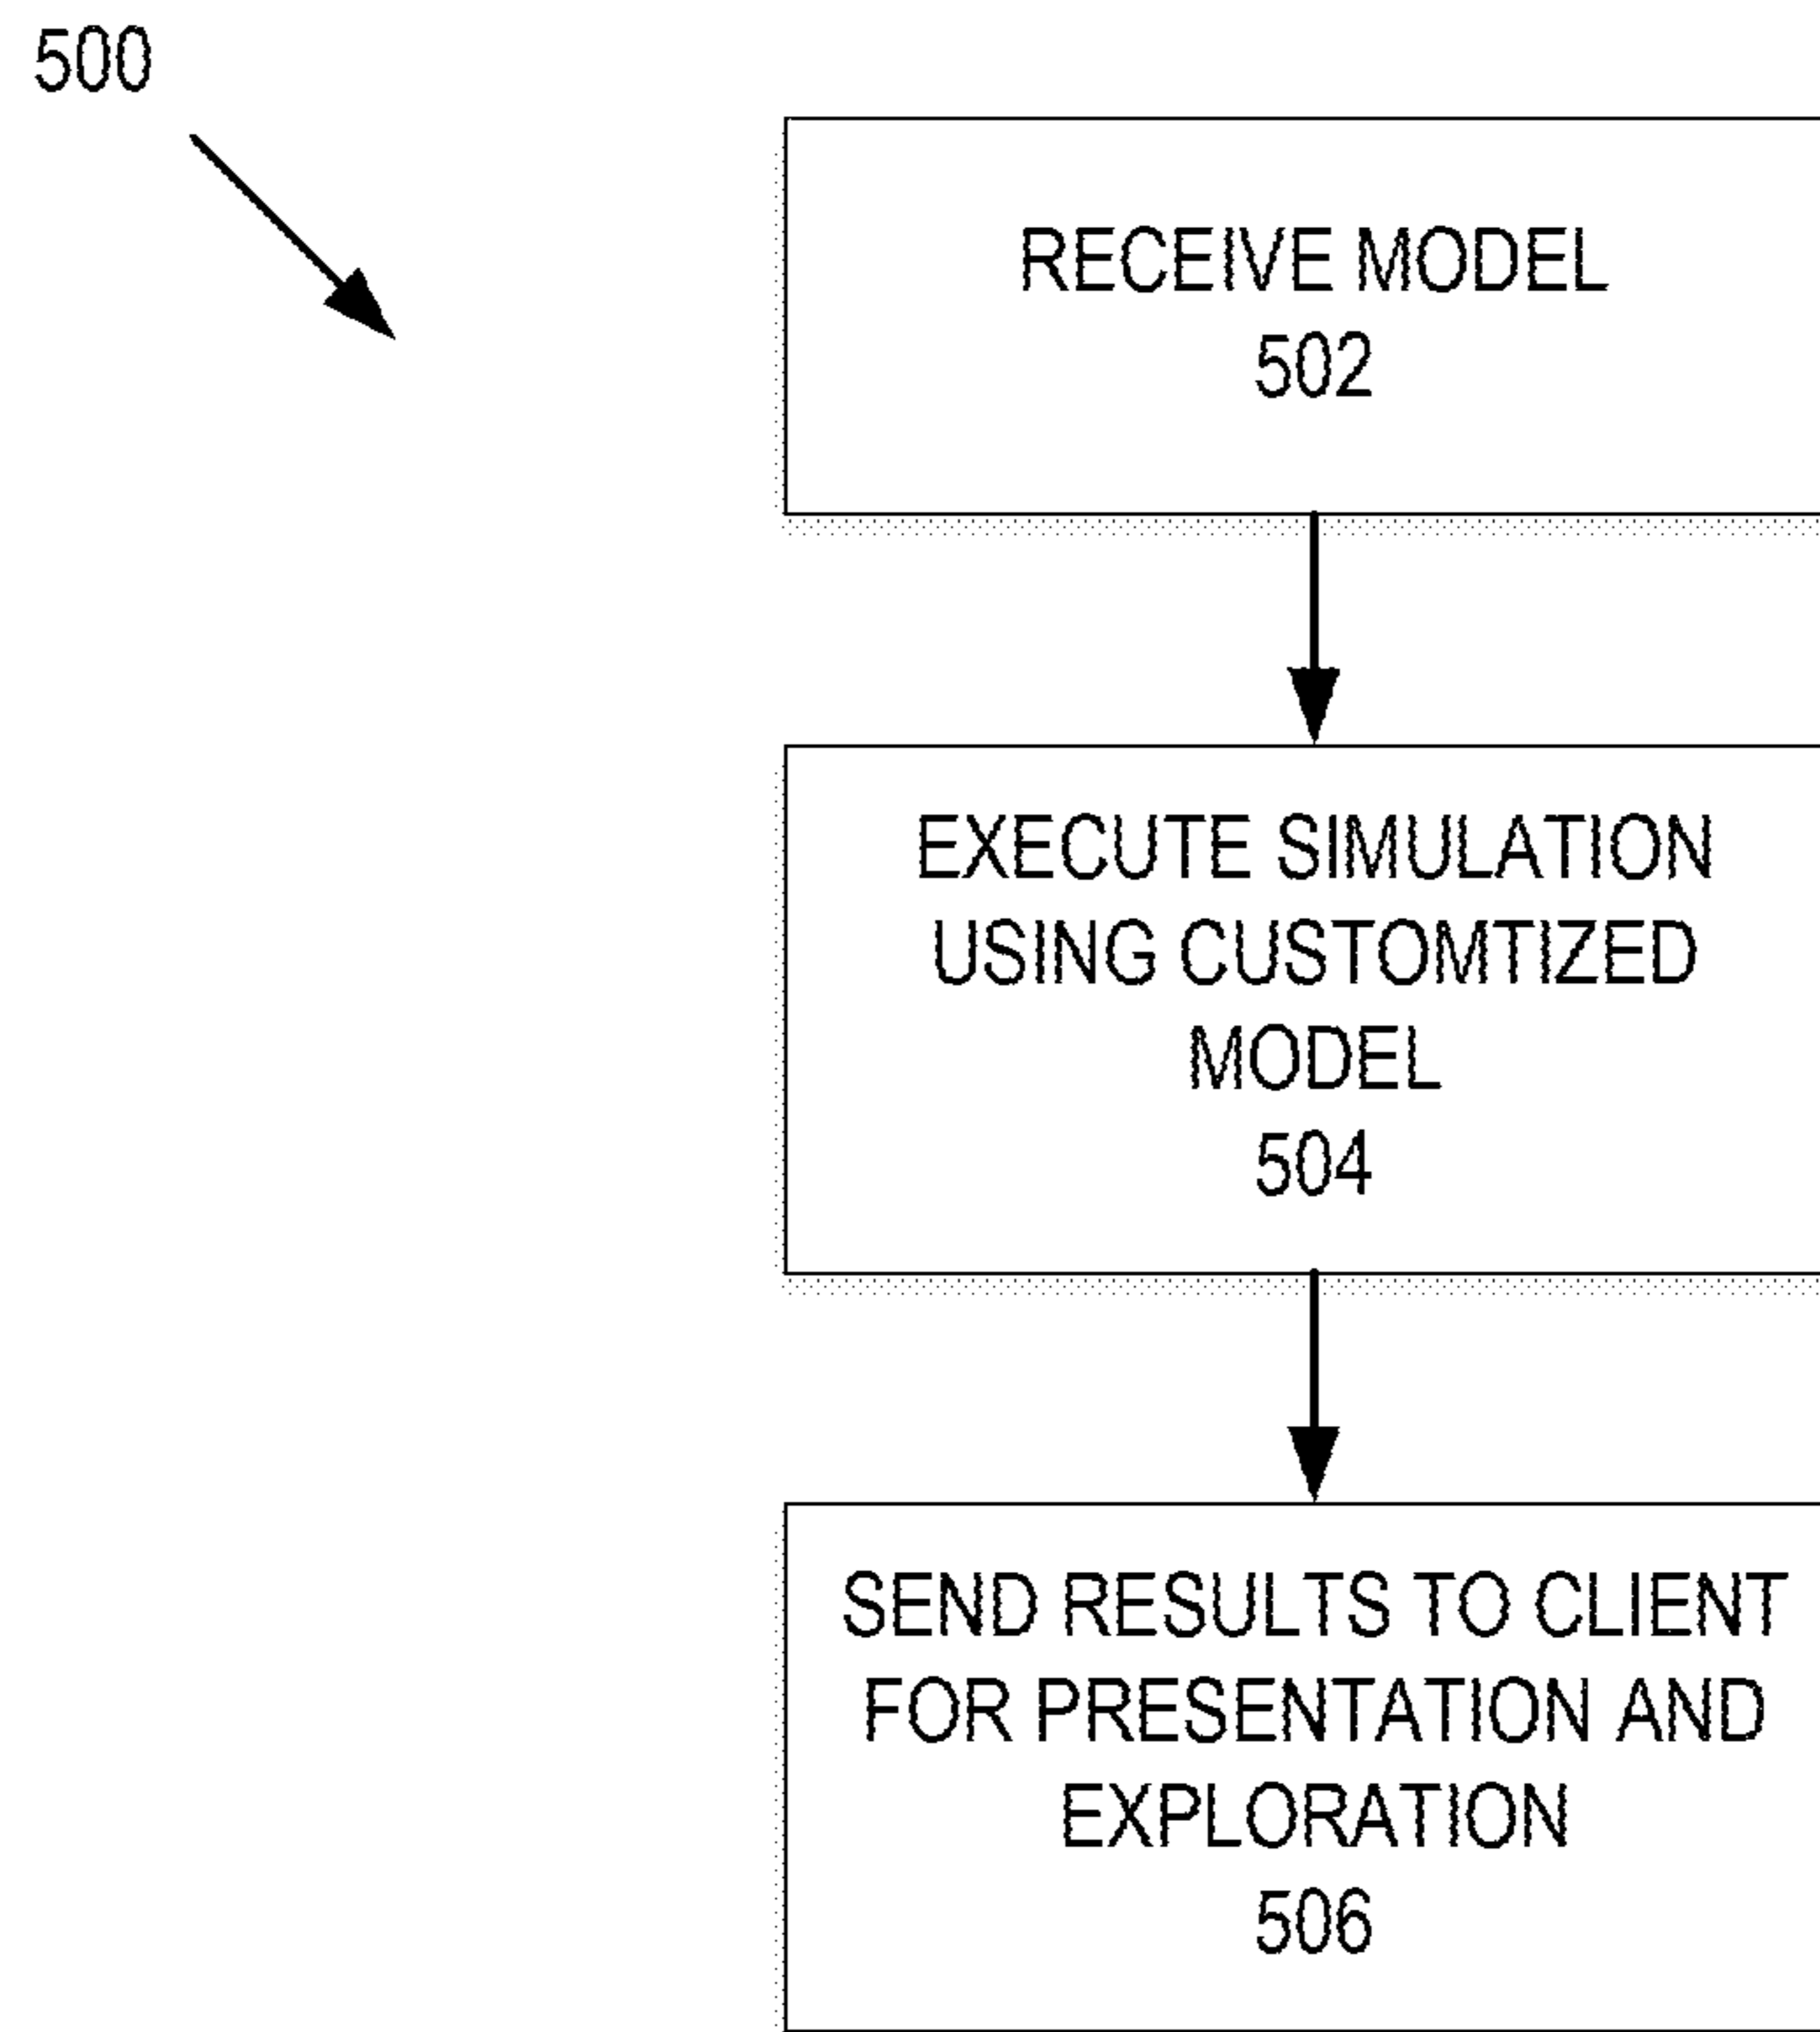 500
RECEIVE MODEL
502
EXECUTE SIMULATION
USING CUSTOMTIZED
MODEL
504
SEND RESULTS TO CLIENT
FOR PRESENTATION AND
EXPLORATION
506